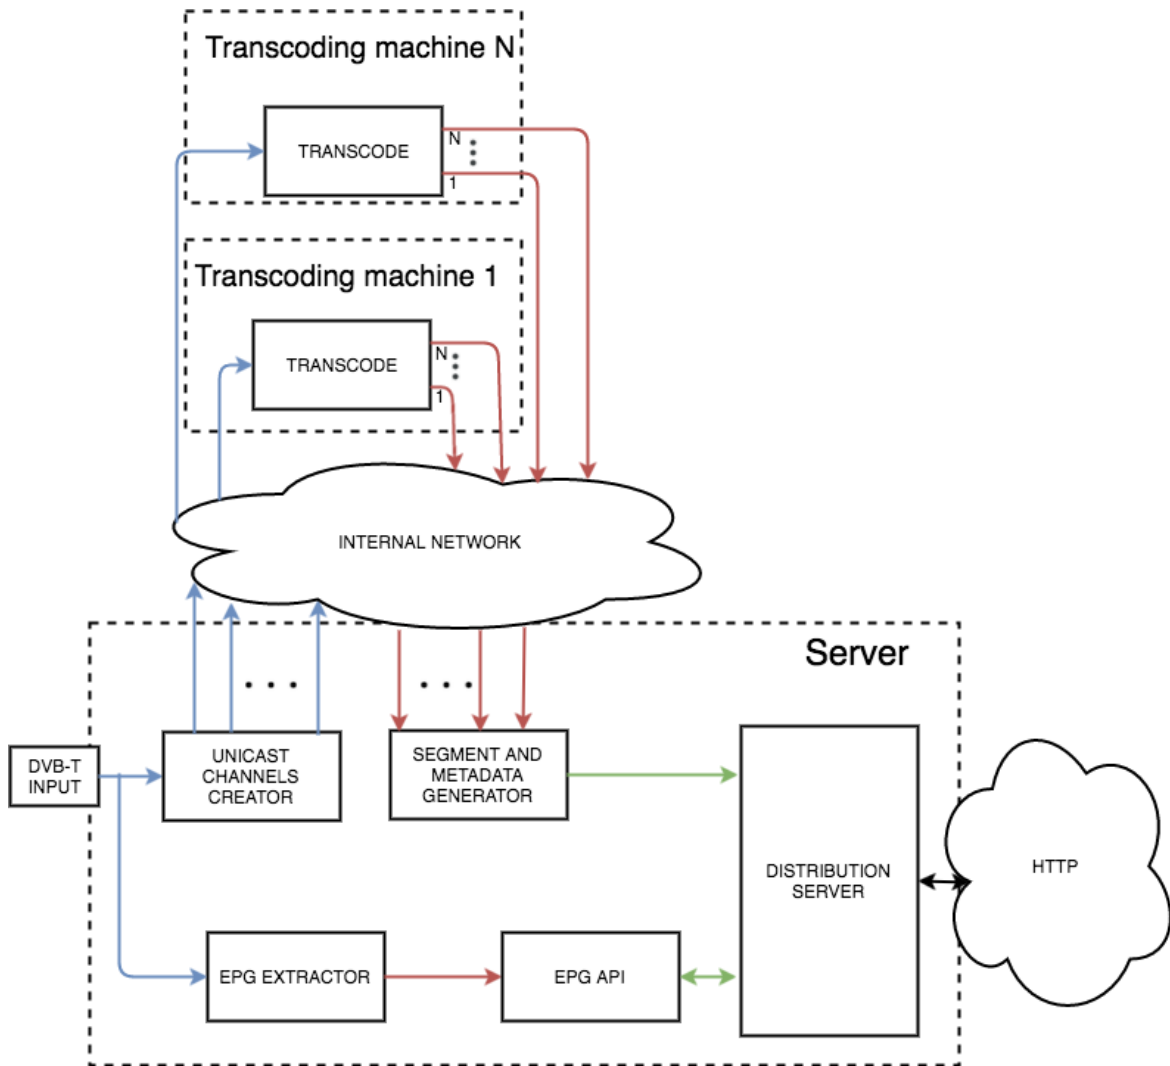 Transcoding machine N
TRANSCODE
N
1
Transcoding machine 1
TRANSCODE
N
1
INTERNAL NETWORK
Server
DVB-T
INPUT
UNICAST
CHANNELS
CREATOR
SEGMENT AND
METADATA
GENERATOR
DISTRIBUTION
SERVER
HTTP
EPG EXTRACTOR
EPG API